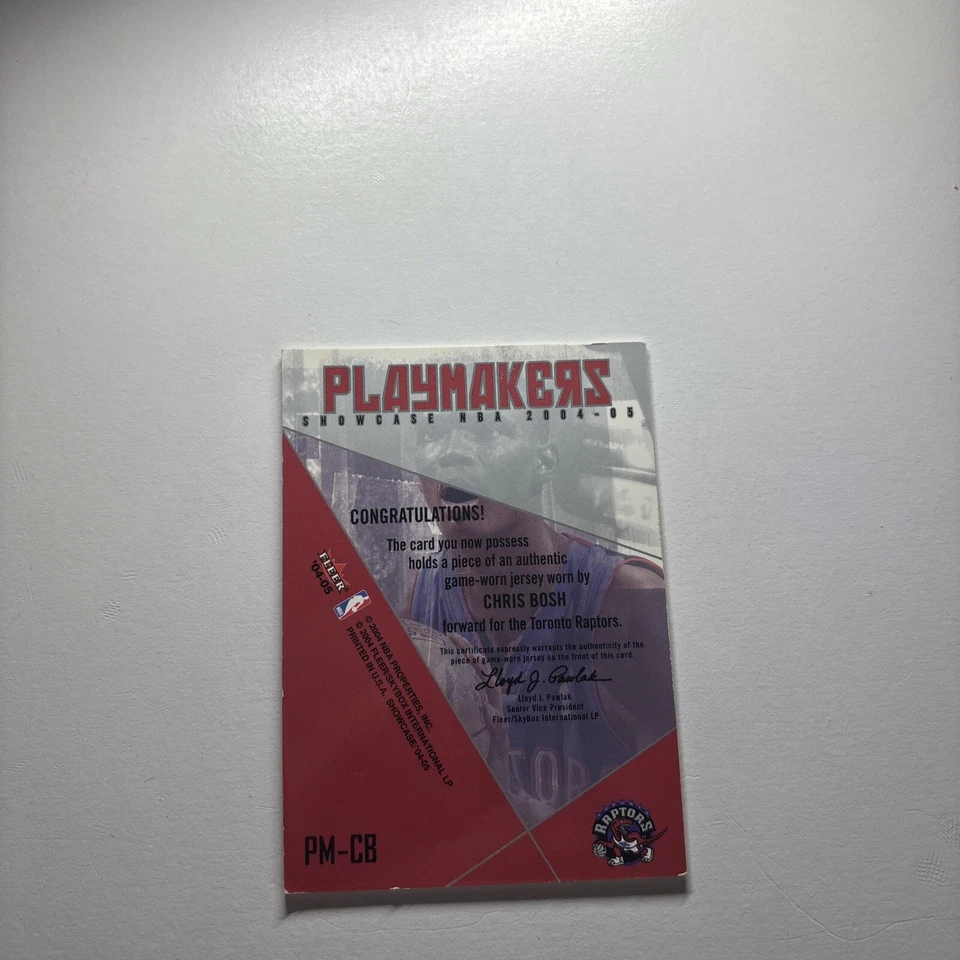 PLAYMAKERS
SHOWCASE NBA 2004-05
CONGRATULATIONS!
The card you now possess
holds a piece of an authentic
game-worn jersey worn by
CHRIS BOSH
forward for the Toronto Raptors.
This certificate expressly warrants the authenticity of the
piece of game-worn jersey on the front of this card.
Lloyd J. Pawlak
Lloyd J. Pawlak
Senior Vice President
Fleer/SkyBox International LP
FLEER
'04-05
NBA
© 2004 NBA PROPERTIES, INC.
© 2004 FLEER/SKYBOX INTERNATIONAL LP
PRINTED IN U.S.A. SHOWCASE/'04-05
PM-CB
RAPTORS